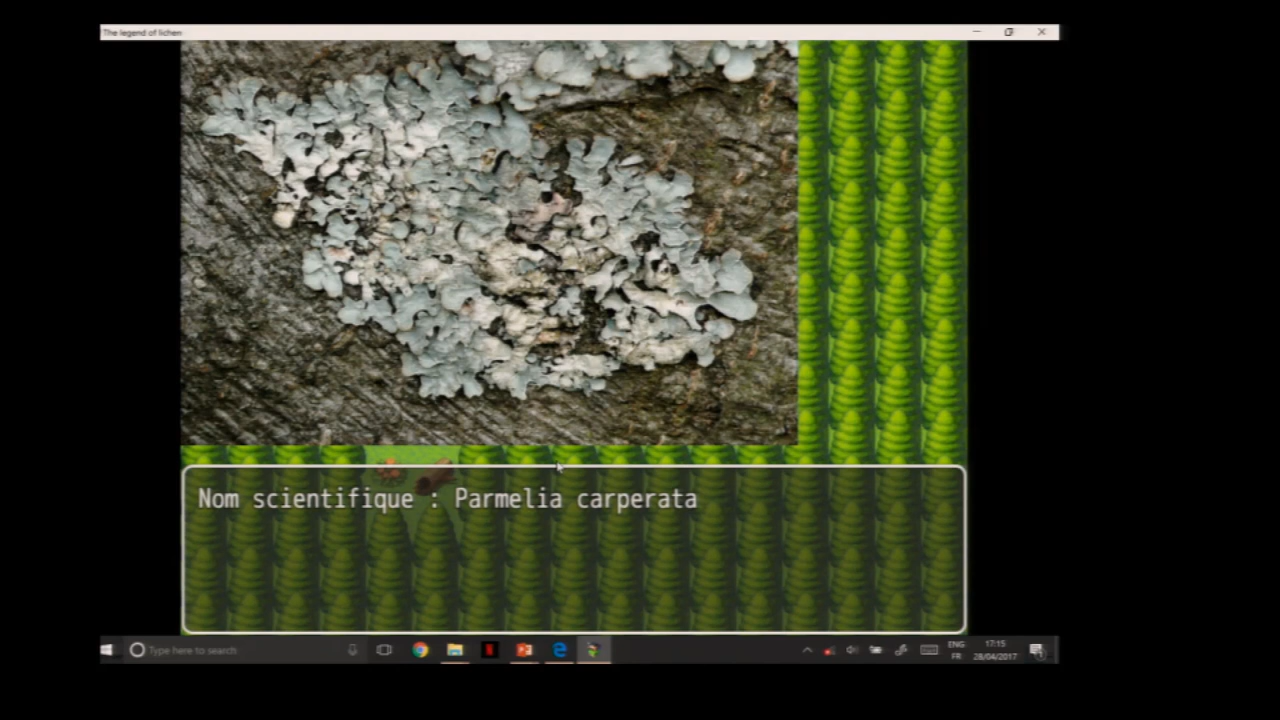 The legend of lichen
Nom scientifique : Parmelia carperata
Type here to search
ENG
FR
17:15
28/04/2017